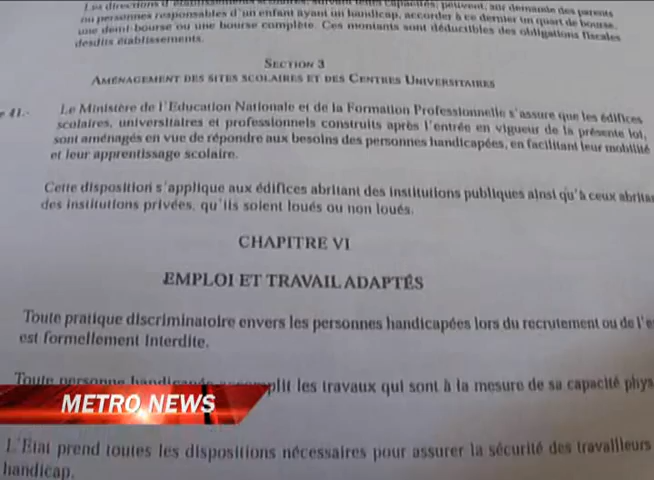 Les directions d'établissements scolaires, suivant leurs capacités, peuvent, sur demande des parents
ou personnes responsables d'un enfant ayant un handicap, accorder à ce dernier un quart de bourse,
une demi-bourse ou une bourse complète. Ces montants sont déductibles des obligations fiscales
desdits établissements.
SECTION 3
AMÉNAGEMENT DES SITES SCOLAIRES ET DES CENTRES UNIVERSITAIRES
e 41.- Le Ministère de l'Education Nationale et de la Formation Professionnelle s'assure que les édifices
scolaires, universitaires et professionnels construits après l'entrée en vigueur de la présente loi,
sont aménagés en vue de répondre aux besoins des personnes handicapées, en facilitant leur mobilité
et leur apprentissage scolaire.
Cette disposition s'applique aux édifices abritant des institutions publiques ainsi qu'à ceux abrita
des institutions privées, qu'ils soient loués ou non loués.
CHAPITRE VI
EMPLOI ET TRAVAIL ADAPTÉS
Toute pratique discriminatoire envers les personnes handicapées lors du recrutement ou de l'e
est formellement Interdite.
Toute personne handicapée accomplit les travaux qui sont à la mesure de sa capacité phys
METRO NEWS
L'État prend toutes les dispositions nécessaires pour assurer la sécurité des travailleurs
handicap.